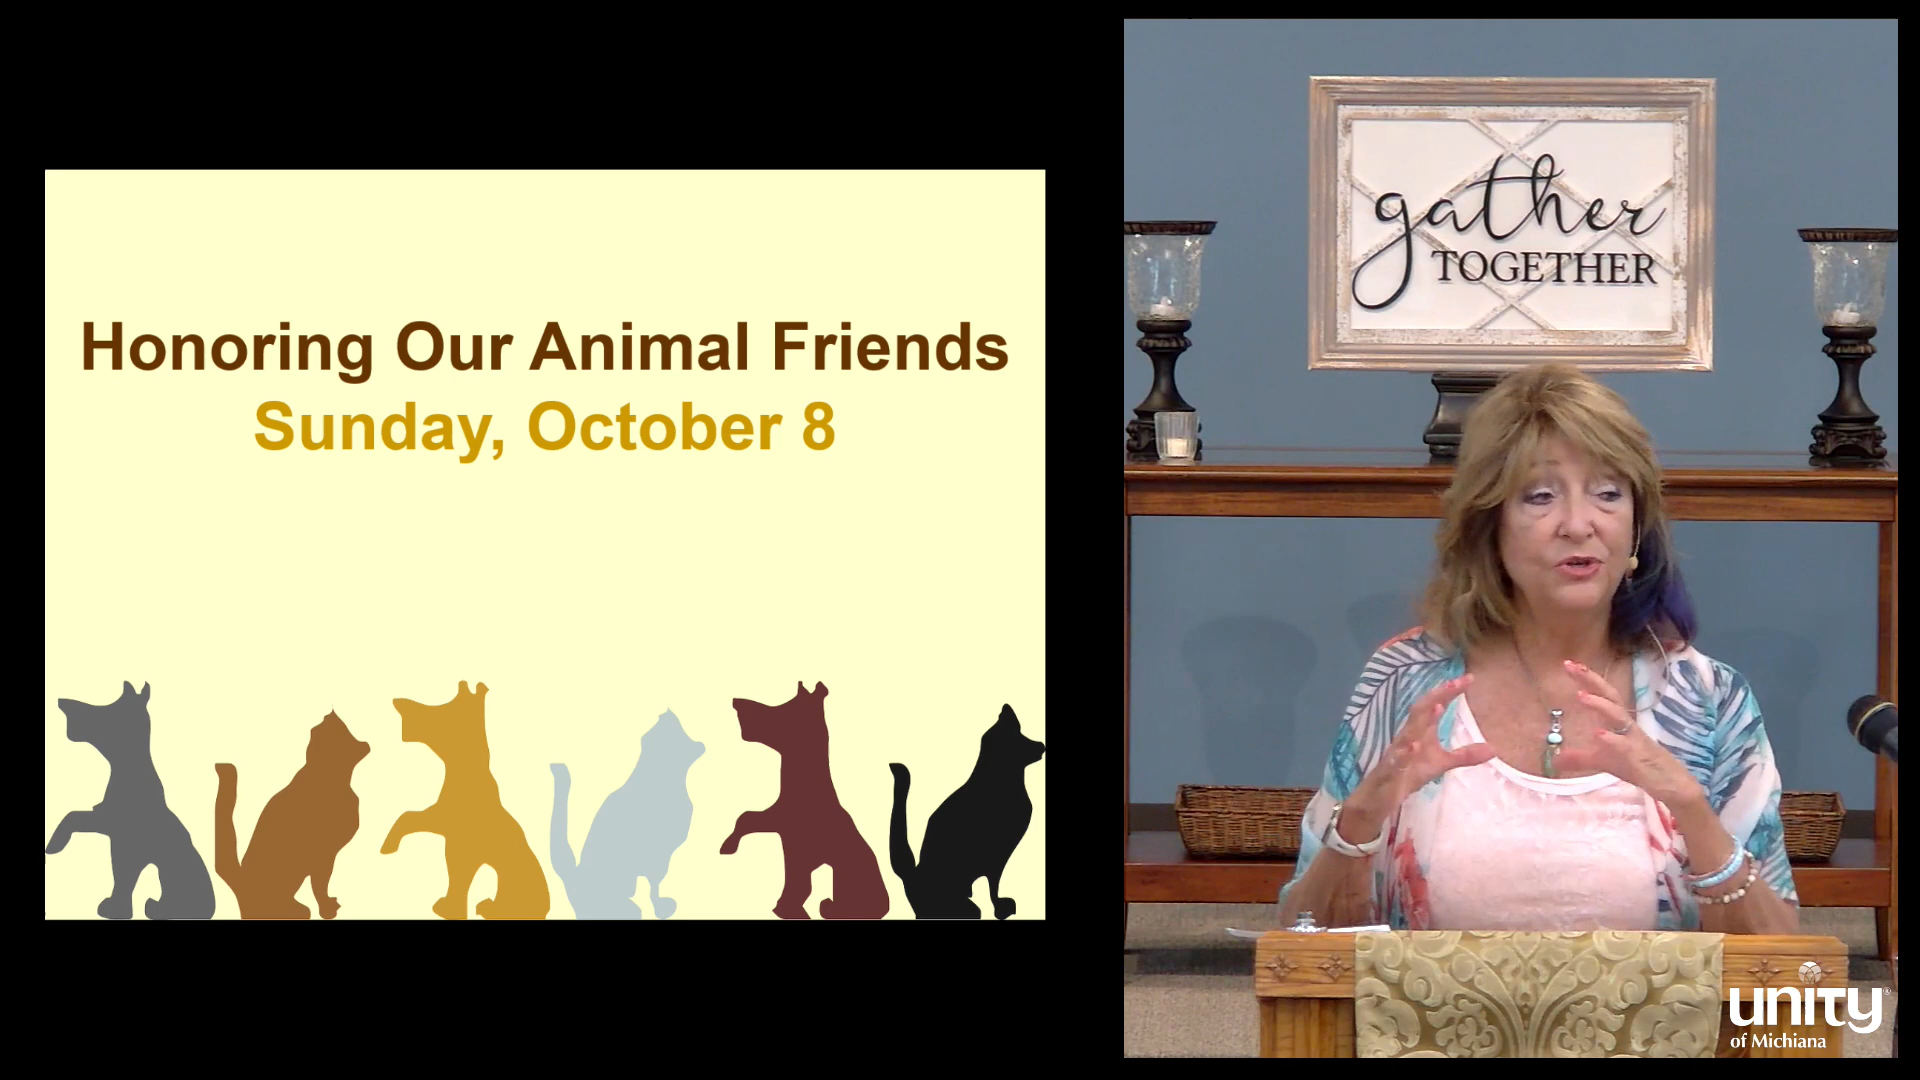 Honoring Our Animal Friends
Sunday, October 8
gather
TOGETHER
unity®
of Michiana